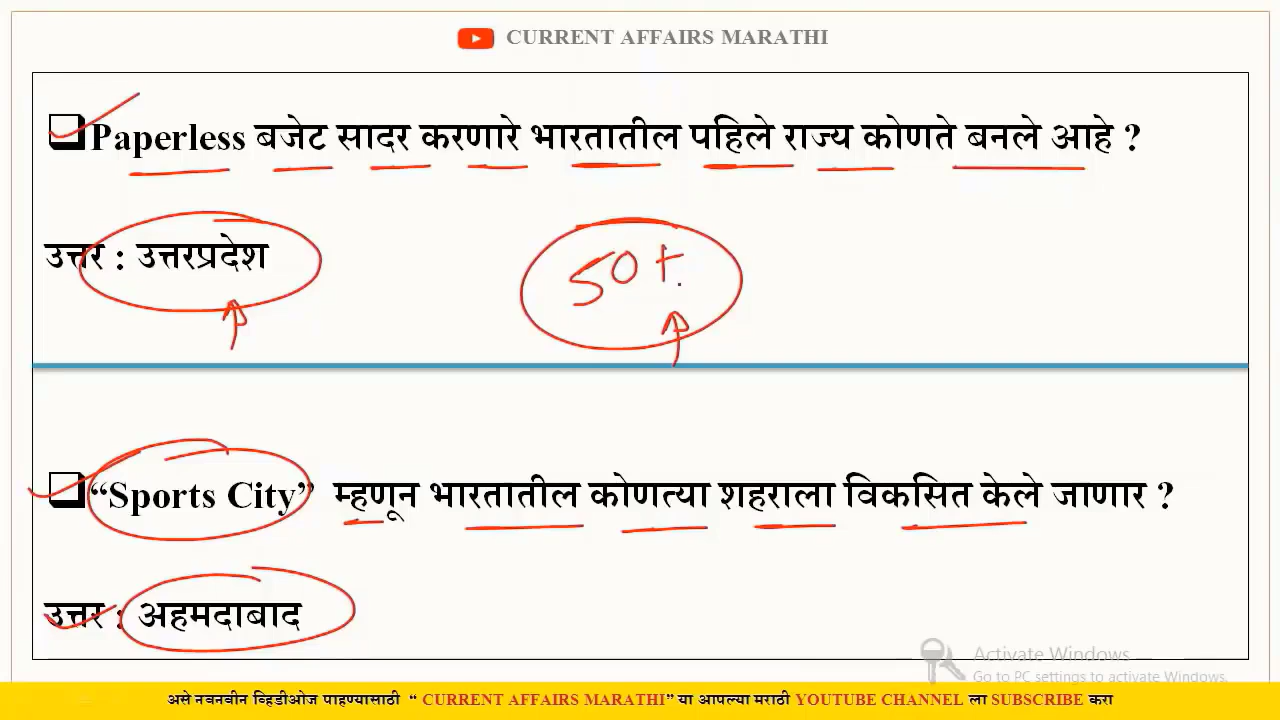 CURRENT AFFAIRS MARATHI
Paperless बजेट सादर करणारे भारतातील पहिले राज्य कोणते बनले आहे ?
उत्तर : उत्तरप्रदेश
50+
“Sports City” म्हणून भारतातील कोणत्या शहराला विकसित केले जाणार ?
उत्तर : अहमदाबाद
Activate Windows
Go to PC settings to activate Windows.
असे नवनवीन व्हिडीओज पाहण्यासाठी “ CURRENT AFFAIRS MARATHI” या आपल्या मराठी YOUTUBE CHANNEL ला SUBSCRIBE करा